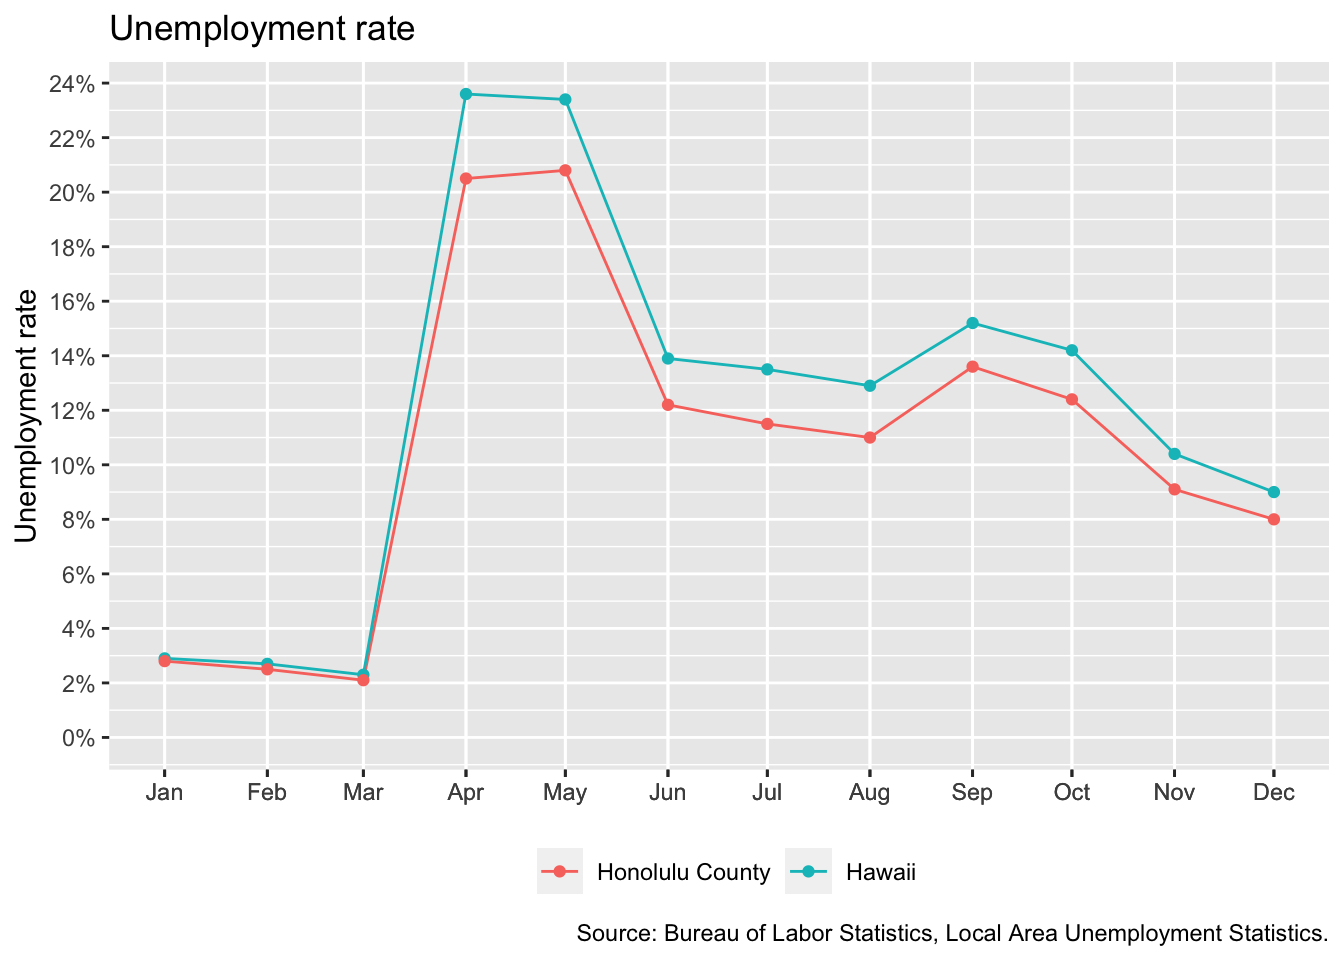 Unemployment rate
Unemployment rate
24%
22%
20%
18%
16%
14%
12%
10%
8%
6%
4%
2%
0%
Jan Feb Mar Apr May Jun Jul Aug Sep Oct Nov Dec
Honolulu County Hawaii
Source: Bureau of Labor Statistics, Local Area Unemployment Statistics.